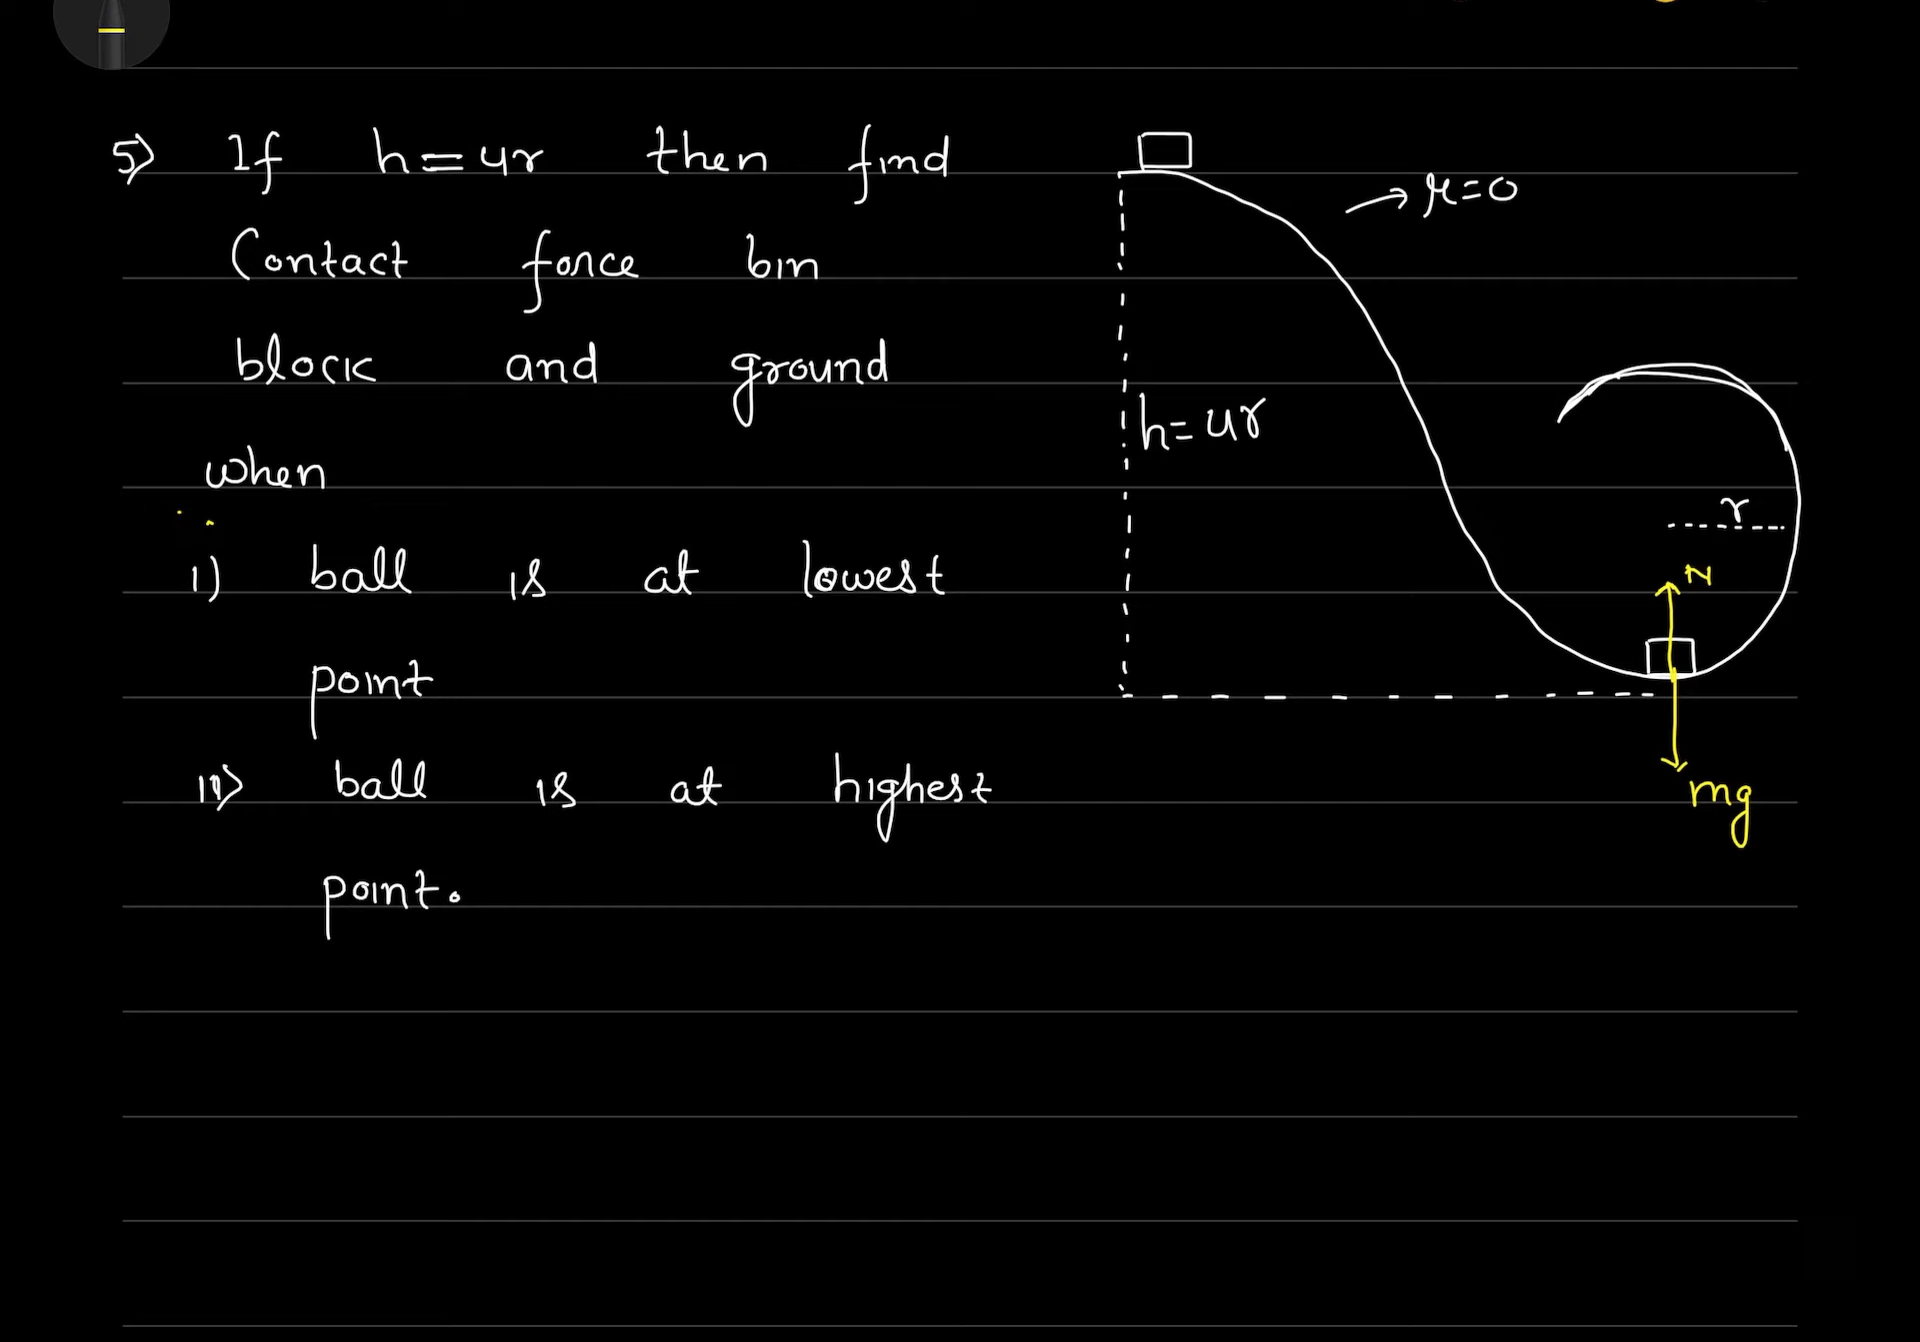 5) If h=4r then find
Contact force b/n
block and ground
when
i) ball is at lowest
point
ii) ball is at highest
point.
→ μ=0
h=4r
r
N
mg